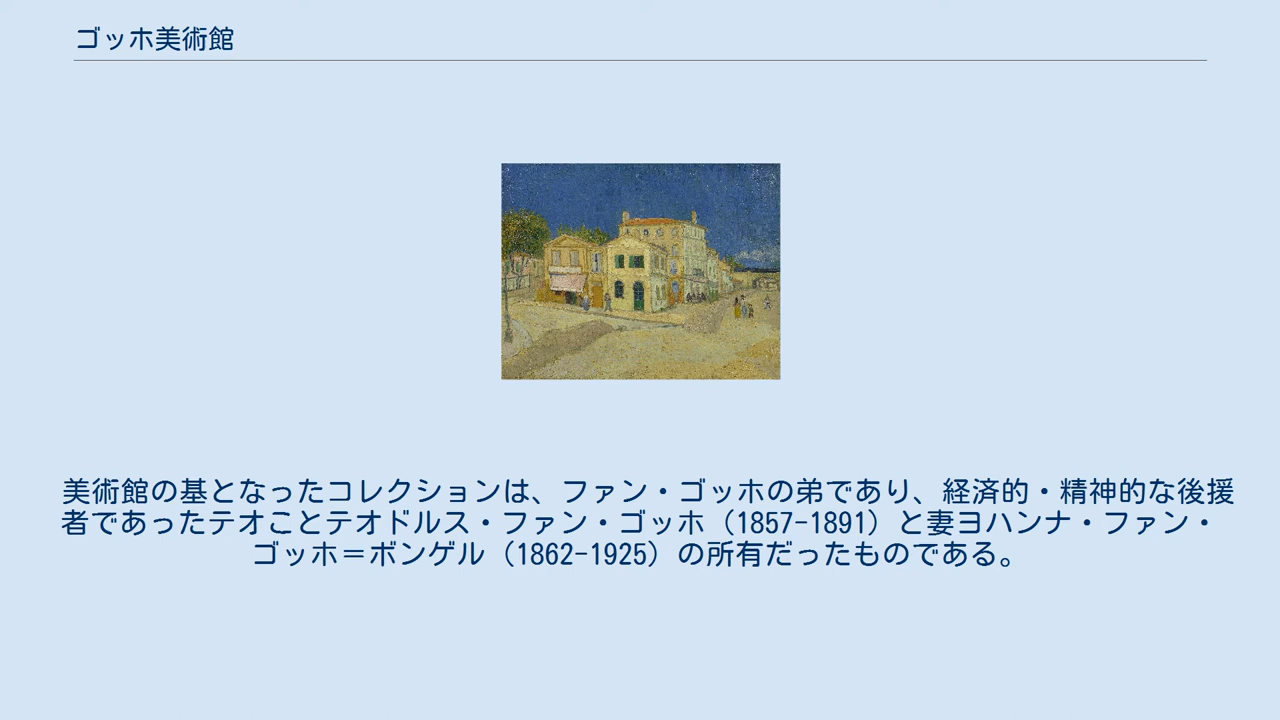 ゴッホ美術館
美術館の基となったコレクションは、ファン・ゴッホの弟であり、経済的・精神的な後援
者であったテオことテオドルス・ファン・ゴッホ（1857-1891）と妻ヨハンナ・ファン・
ゴッホ＝ボンゲル（1862-1925）の所有だったものである。